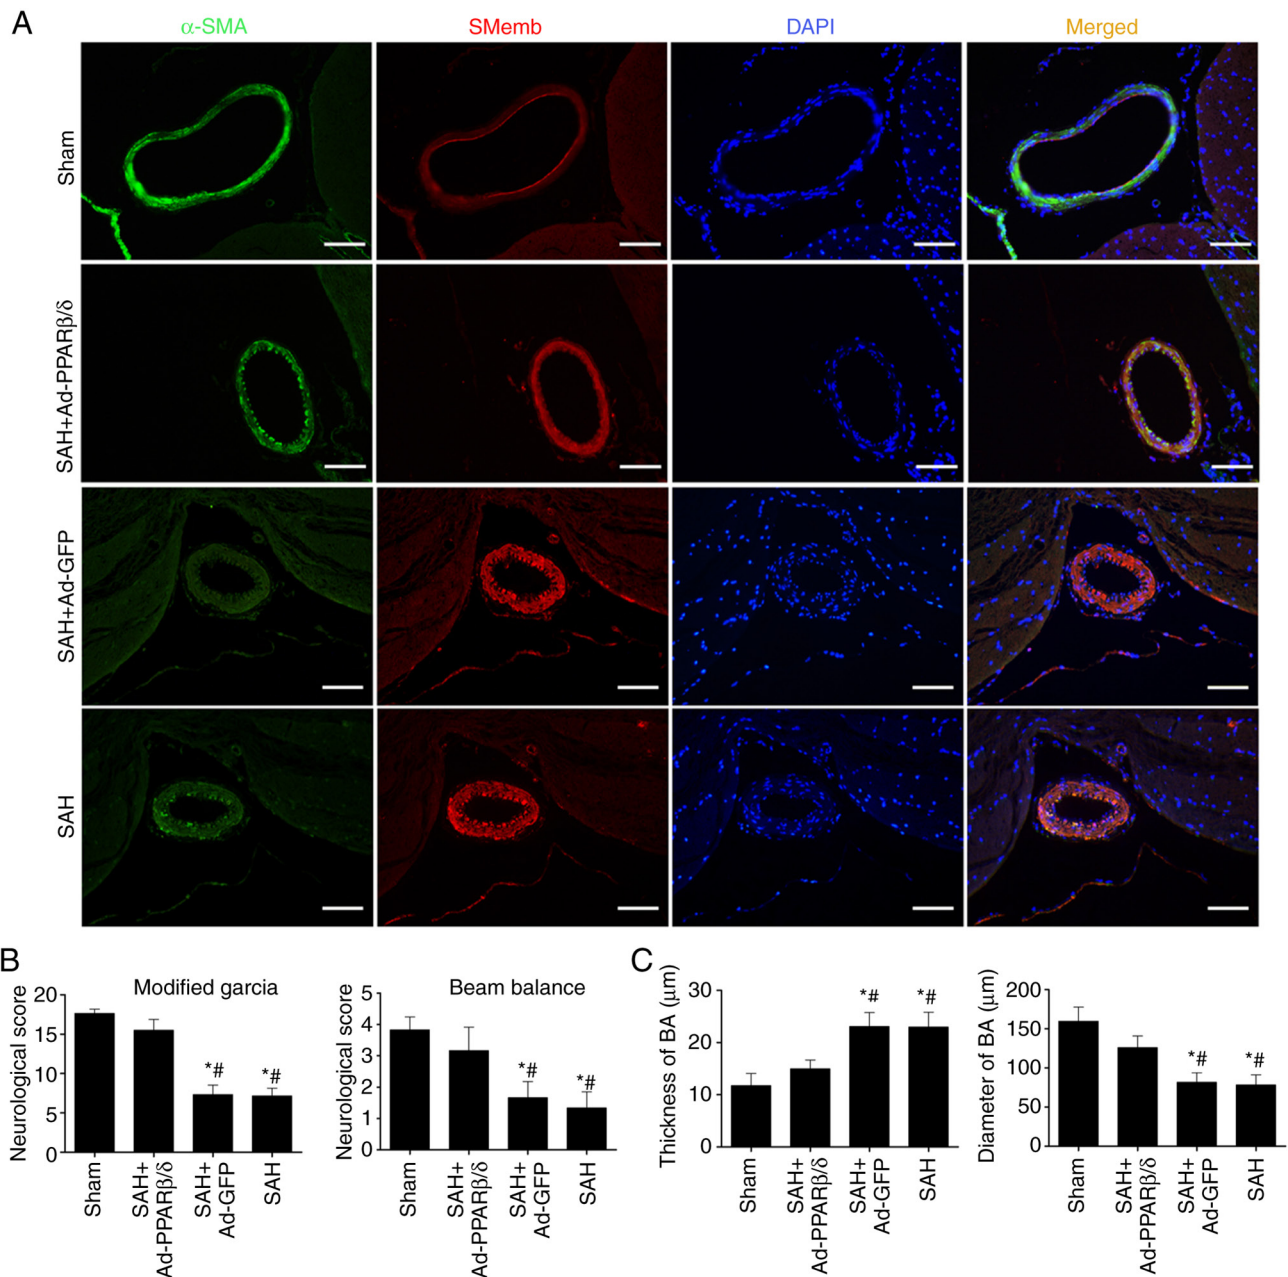 A
α-SMA
SMemb
DAPI
Merged
Sham
SAH+Ad-PPARβ/δ
SAH+Ad-GFP
SAH
B
Modified garcia
Neurological score
20
15
10
5
0
*#
*#
Sham
SAH+
Ad-PPARβ/δ
SAH+
Ad-GFP
SAH
Beam balance
Neurological score
5
4
3
2
1
0
*#
*#
Sham
SAH+
Ad-PPARβ/δ
SAH+
Ad-GFP
SAH
C
Thickness of BA (μm)
30
20
10
0
*#
*#
Sham
SAH+
Ad-PPARβ/δ
SAH+
Ad-GFP
SAH
Diameter of BA (μm)
200
150
100
50
0
*#
*#
Sham
SAH+
Ad-PPARβ/δ
SAH+
Ad-GFP
SAH